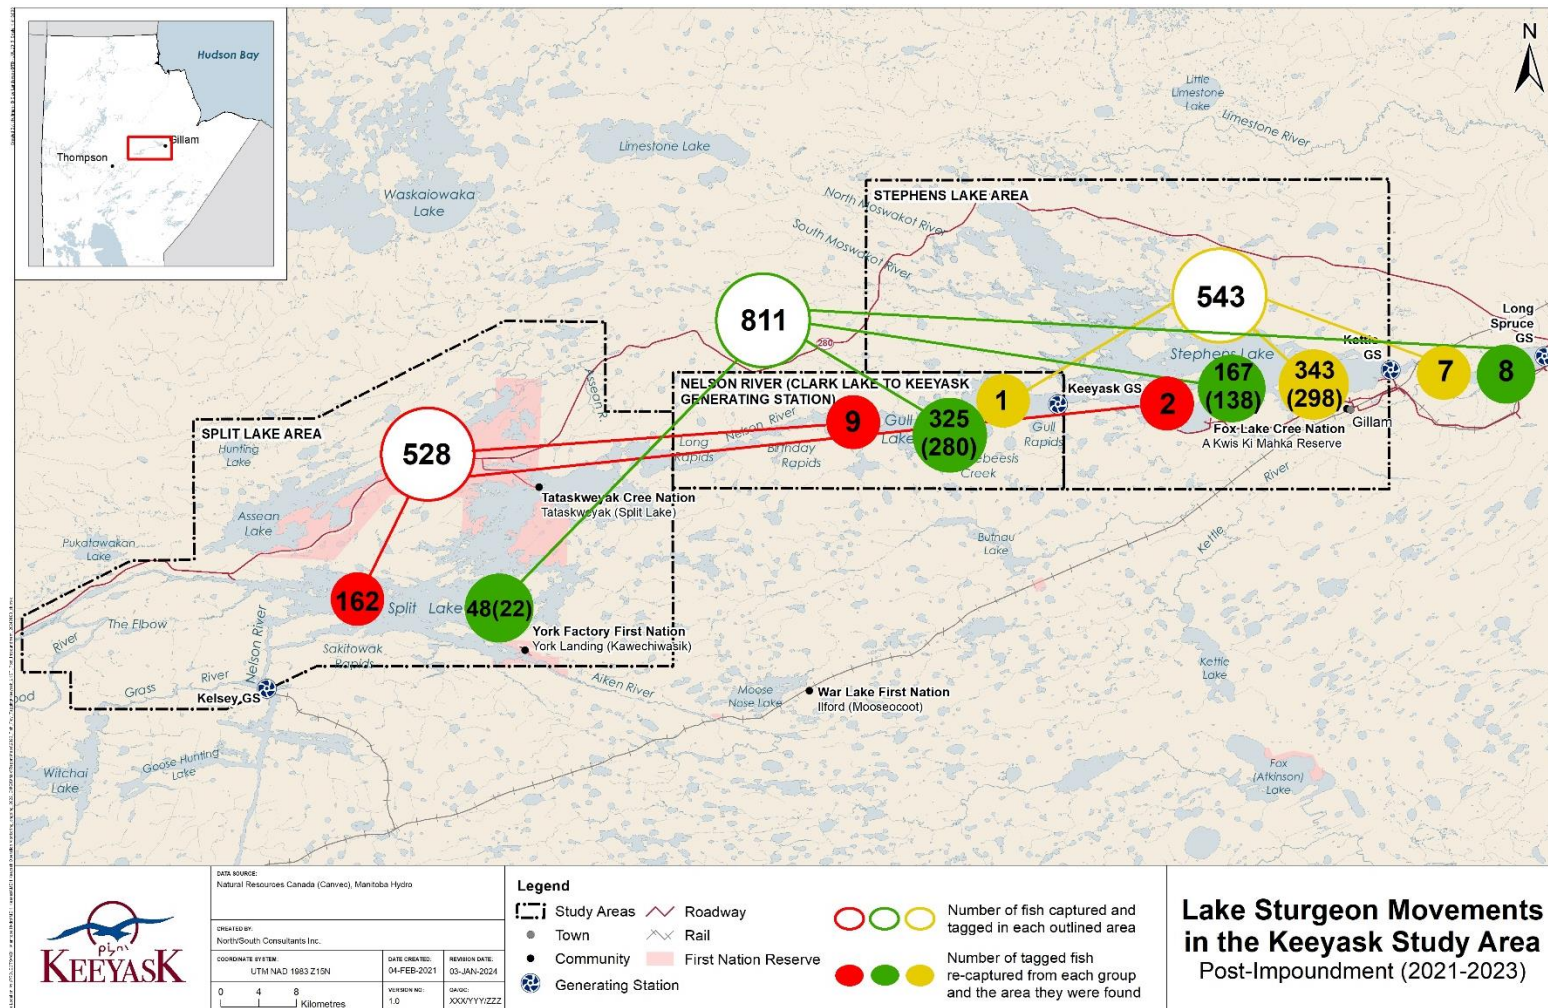 Hudson Bay
Gillam
Thompson
N
Little
Limestone
Lake
Limestone River
Limestone Lake
Waskaiowaka
Lake
STEPHENS LAKE AREA
North Moswakot River
South Moswakot River
543
811
280
Long
Spruce
GS
Kettle
GS
Stephens Lake
NELSON RIVER (CLARK LAKE TO KEEYASK
GENERATING STATION)
Keeyask GS
1
2
167
(138)
343
(298)
7
8
9
325
(280)
Nelson River
Gull
Lake
Gull
Rapids
Long
Rapids
Birthday
Rapids
Creek
Fox Lake Cree Nation
A Kwis Ki Mahka Reserve
Gillam
Assean R.
SPLIT LAKE AREA
Hunting
Lake
528
Tataskweyak Cree Nation
Tataskweyak (Split Lake)
Assean
Lake
Pukatawakan
Lake
Butnau
Lake
Kettle
River
162
Split Lake
48(22)
The Elbow
River
York Factory First Nation
York Landing (Kawechiwasik)
Sakitowak
Rapids
Nelson River
Grass River
Kelsey GS
Aiken River
Moose
Nose Lake
War Lake First Nation
Ilford (Mooseocoot)
Kettle
Lake
Goose Hunting
Lake
Witchai
Lake
Fox
(Atkinson)
Lake
KEEYASK
DATA SOURCE:
Natural Resources Canada (Canvec), Manitoba Hydro
CREATED BY:
North/South Consultants Inc.
COORDINATE SYSTEM:
UTM NAD 1983 Z15N
DATE CREATED:
04-FEB-2021
REVISION DATE:
03-JAN-2024
0 4 8
Kilometres
VERSION NO:
1.0
QA/QC:
XXX/YYY/ZZZ
Legend
Study Areas
Roadway
Town
Rail
Community
First Nation Reserve
Generating Station
Number of fish captured and
tagged in each outlined area
Number of tagged fish
re-captured from each group
and the area they were found
Lake Sturgeon Movements
in the Keeyask Study Area
Post-Impoundment (2021-2023)